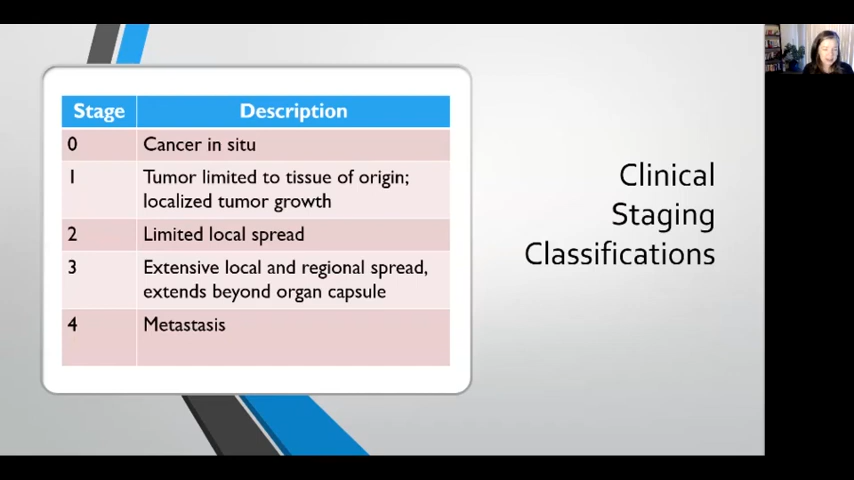 Stage Description
0 Cancer in situ
1 Tumor limited to tissue of origin;
localized tumor growth
2 Limited local spread
3 Extensive local and regional spread,
extends beyond organ capsule
4 Metastasis
Clinical
Staging
Classifications